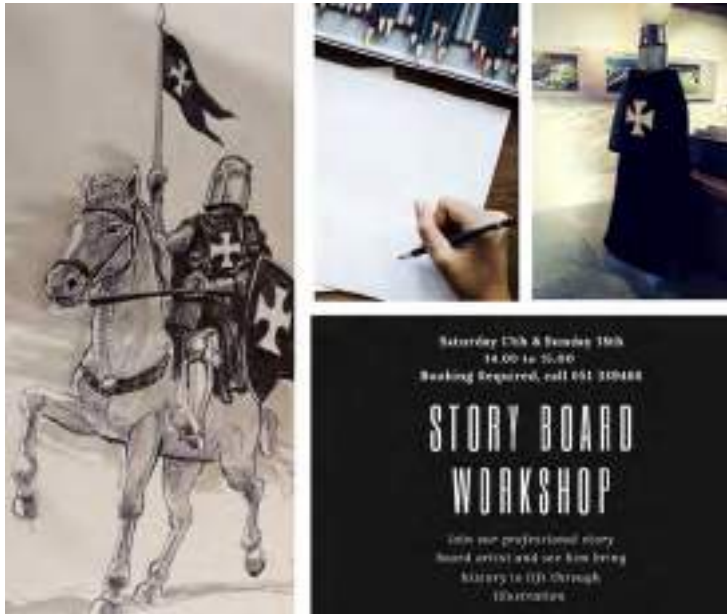 Saturday 17th & Sunday 18th
14.00 to 15.00
Booking Required, call 051
STORY BOARD
WORKSHOP
Join our professional story
board artist and see him bring
history to life through
illustration